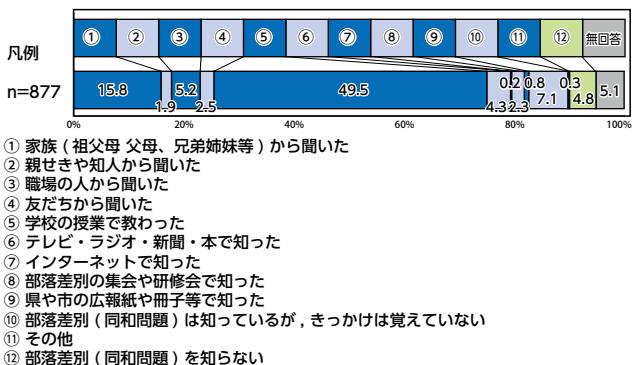 ① ② ③ ④ ⑤ ⑥ ⑦ ⑧ ⑨ ⑩ ⑪ ⑫ 無回答
凡例
n=877 15.8 1.9 5.2 2.5 49.5 4.3 0.2 2.3 0.8 7.1 0.3 4.8 5.1
0% 20% 40% 60% 80% 100%
① 家族 ( 祖父母 父母、兄弟姉妹等 ) から聞いた
② 親せきや知人から聞いた
③ 職場の人から聞いた
④ 友だちから聞いた
⑤ 学校の授業で教わった
⑥ テレビ・ラジオ・新聞・本で知った
⑦ インターネットで知った
⑧ 部落差別の集会や研修会で知った
⑨ 県や市の広報紙や冊子等で知った
⑩ 部落差別 ( 同和問題 ) は知っているが , きっかけは覚えていない
⑪ その他
⑫ 部落差別 ( 同和問題 ) を知らない